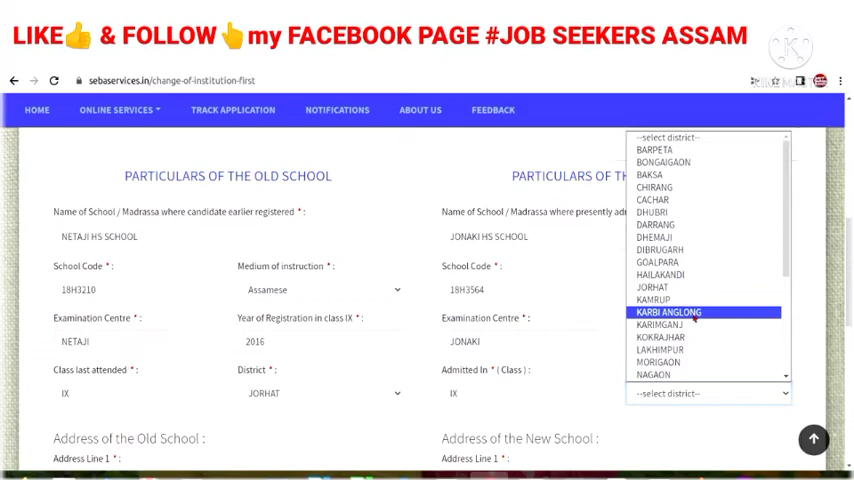 LIKE👍 & FOLLOW👆my FACEBOOK PAGE #JOB SEEKERS ASSAM
sebaservices.in/change-of-institution-first
HOME ONLINE SERVICES TRACK APPLICATION NOTIFICATIONS ABOUT US FEEDBACK
PARTICULARS OF THE OLD SCHOOL
Name of School / Madrassa where candidate earlier registered * :
NETAJI HS SCHOOL
School Code * : Medium of instruction * :
18H3210 Assamese
Examination Centre * : Year of Registration in class IX * :
NETAJI 2016
Class last attended * : District * :
IX JORHAT
Address of the Old School :
Address Line 1 * :
PARTICULARS OF TH
Name of School / Madrassa where presently adm
JONAKI HS SCHOOL
School Code * :
18H3564
Examination Centre * :
JONAKI
Admitted In * ( Class ) :
IX
--select district--
BARPETA
BONGAIGAON
BAKSA
CHIRANG
CACHAR
DHUBRI
DARRANG
DHEMAJI
DIBRUGARH
GOALPARA
HAILAKANDI
JORHAT
KAMRUP
KARBI ANGLONG
KARIMGANJ
KOKRAJHAR
LAKHIMPUR
MORIGAON
NAGAON
--select district--
Address of the New School :
Address Line 1 * :